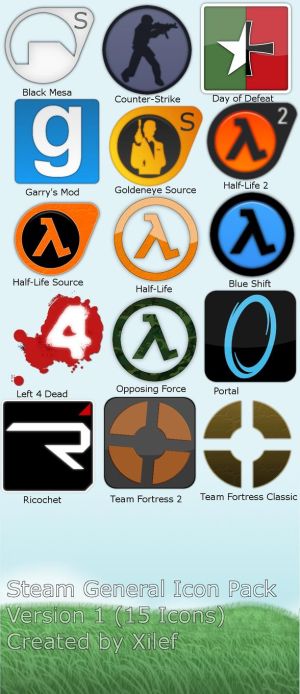 S
Black Mesa
Counter-Strike
Day of Defeat
g
S
2
Garry's Mod
Goldeneye Source
Half-Life 2
λ
λ
λ
λ
Half-Life Source
Half-Life
Blue Shift
4
λ
Left 4 Dead
Opposing Force
Portal
R
Ricochet
Team Fortress 2
Team Fortress Classic
Steam General Icon Pack
Version 1 (15 Icons)
Created by Xilef